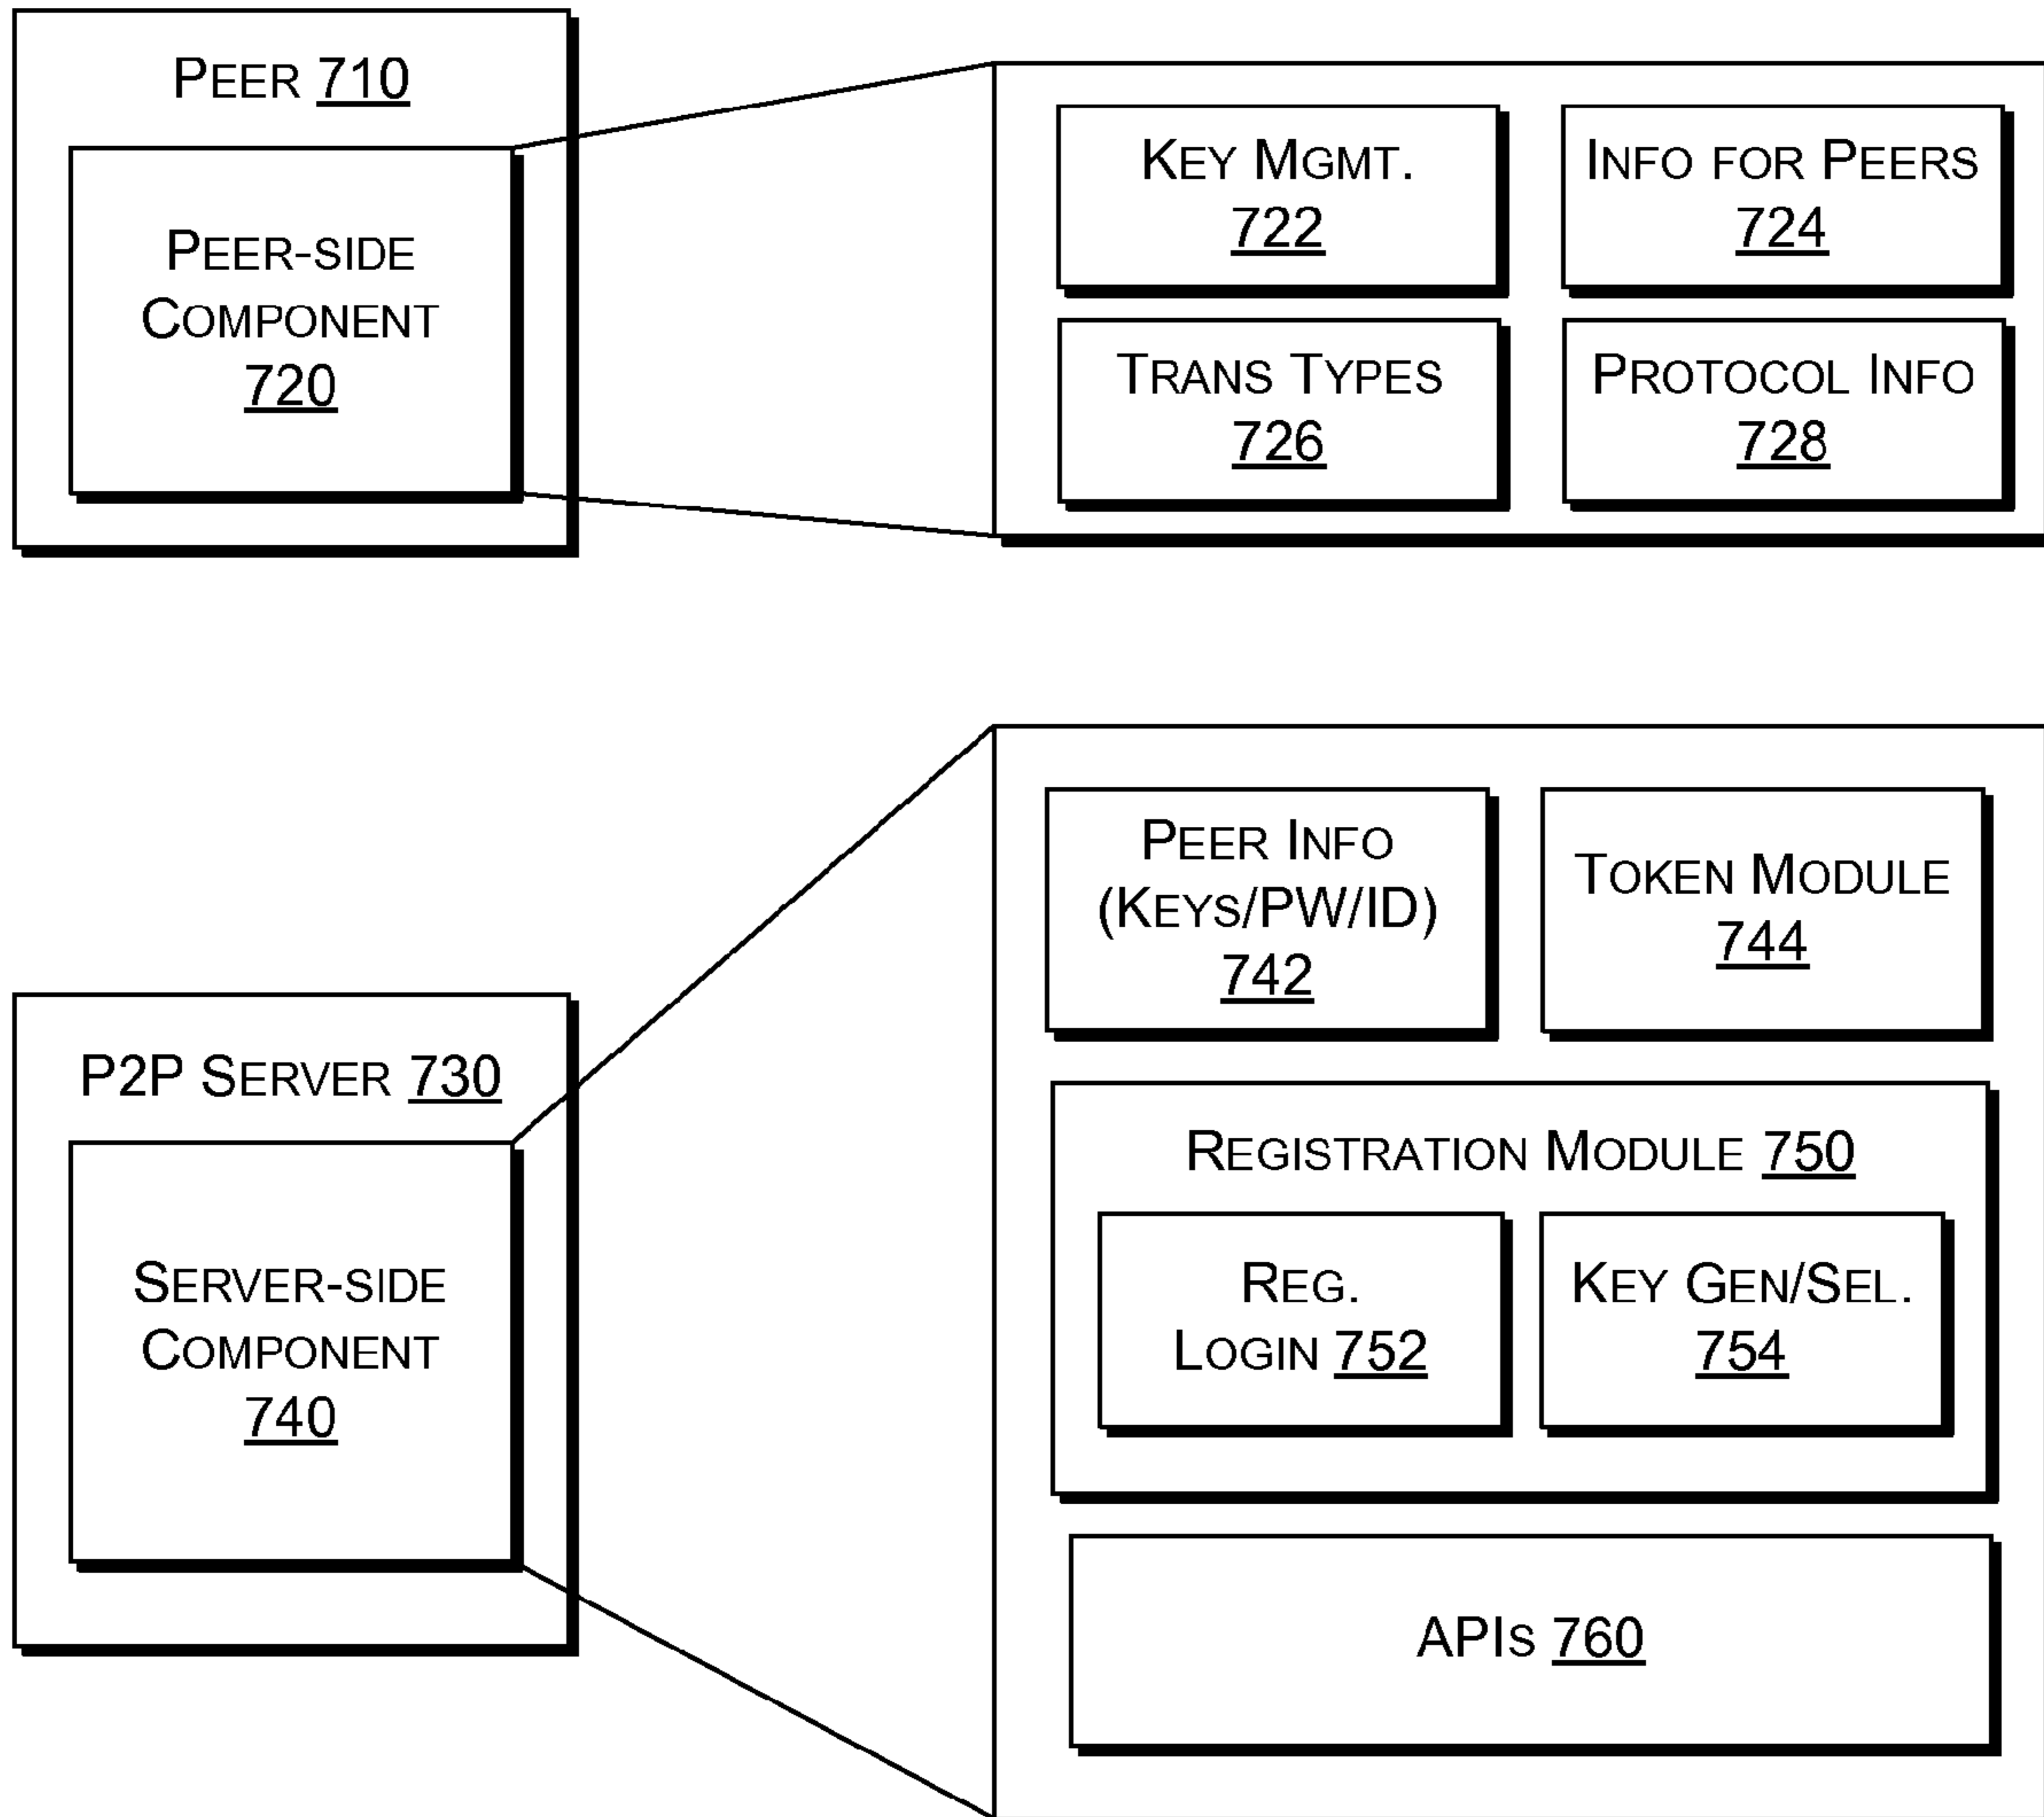 Peer 710
Peer-side
Component
720
Key Mgmt.
722
Info for Peers
724
Trans Types
726
Protocol Info
728
P2P Server 730
Server-side
Component
740
Peer Info
(Keys/PW/ID)
742
Token Module
744
Registration Module 750
Reg.
Login 752
Key Gen/Sel.
754
APIs 760